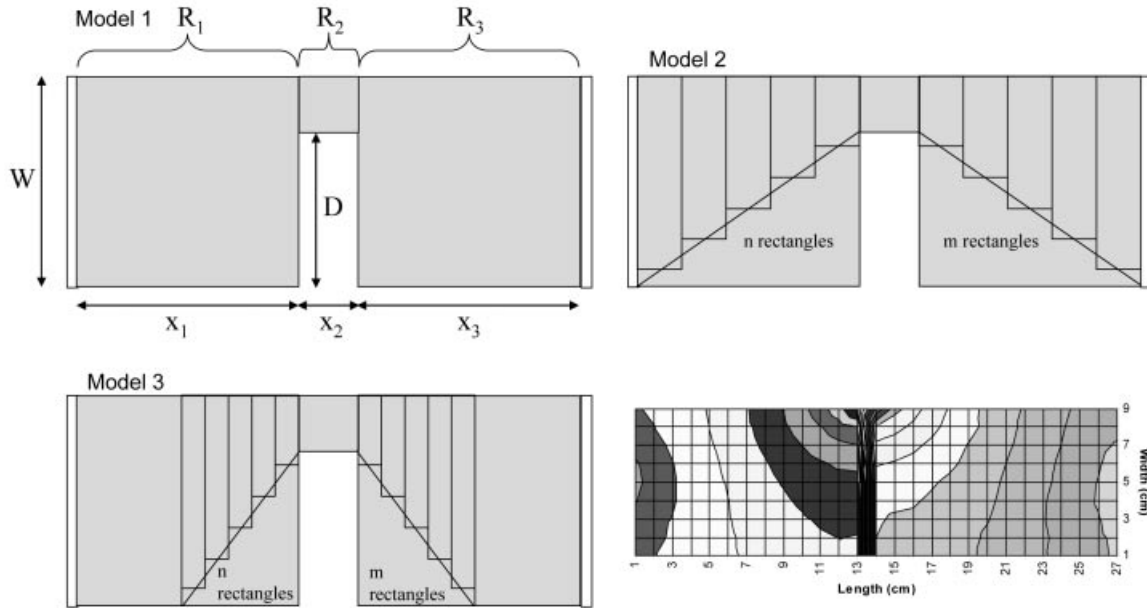 Model 1
R1
R2
R3
W
D
x1
x2
x3
Model 2
n rectangles
m rectangles
Model 3
n
rectangles
m
rectangles
9
7
5
3
1
Width (cm)
1
3
5
7
9
11
13
15
17
19
21
23
25
27
Length (cm)